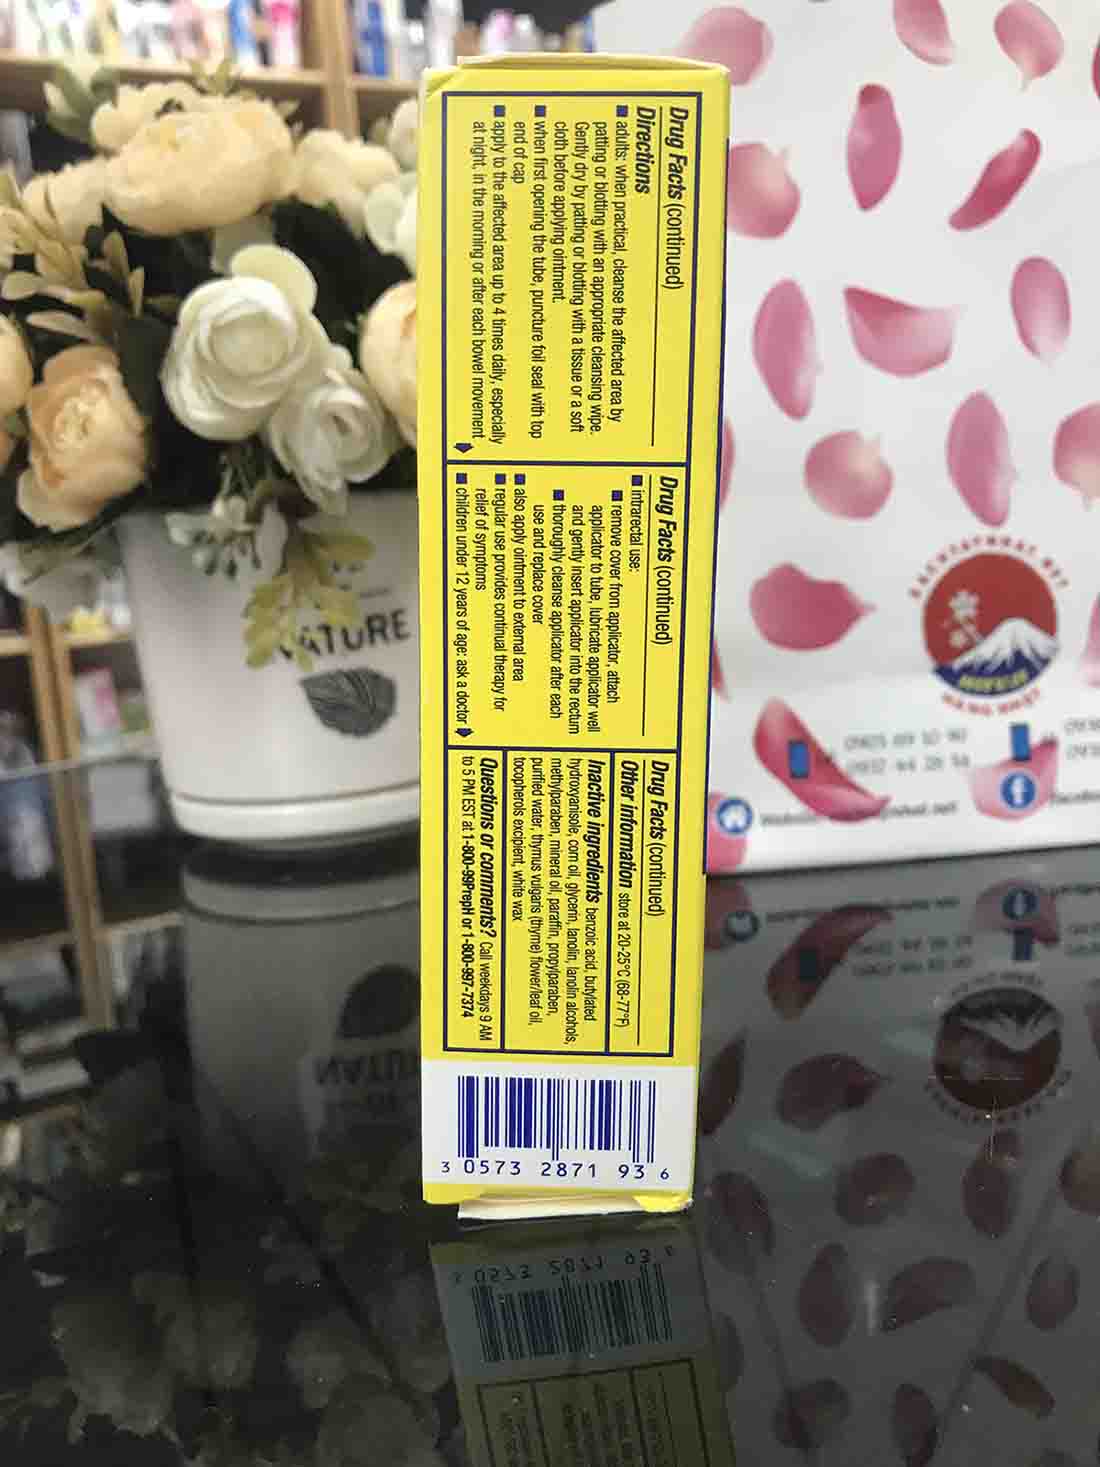 Drug Facts (continued)
Directions
■ adults: when practical, cleanse the affected area by
patting or blotting with an appropriate cleansing wipe.
Gently dry by patting or blotting with a tissue or a soft
cloth before applying ointment.
■ when first opening the tube, puncture foil seal with top
end of cap
■ apply to the affected area up to 4 times daily, especially
at night, in the morning or after each bowel movement
Drug Facts (continued)
■ intrarectal use:
■ remove cover from applicator, attach
applicator to tube, lubricate applicator well
and gently insert applicator into the rectum
■ thoroughly cleanse applicator after each
use and replace cover
■ also apply ointment to external area
■ regular use provides continual therapy for
relief of symptoms
■ children under 12 years of age: ask a doctor
Drug Facts (continued)
Other information store at 20-25°C (68-77°F)
Inactive ingredients benzoic acid, butylated
hydroxyanisole, corn oil, glycerin, lanolin, lanolin alcohols,
methylparaben, mineral oil, paraffin, propylparaben,
purified water, thymus vulgaris (thyme) flower/leaf oil,
tocopherols excipient, white wax
Questions or comments? Call weekdays 9 AM
to 5 PM EST at 1-800-99PrepH or 1-800-997-7374
3 0573 2871 93 6
NATURE
HÀNG NHẬT